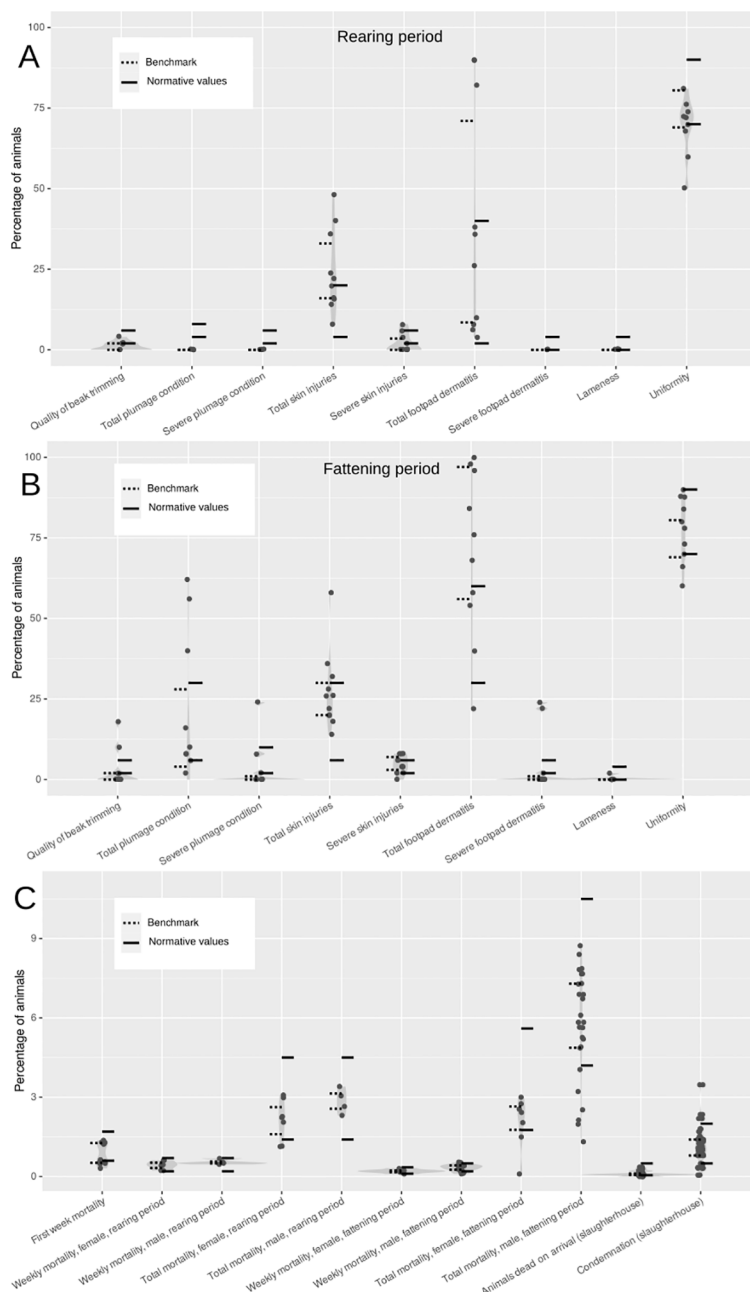 A
Rearing period
Benchmark
Normative values
Percentage of animals
100
75
50
25
0
Quality of beak trimming
Total plumage condition
Severe plumage condition
Total skin injuries
Severe skin injuries
Total footpad dermatitis
Severe footpad dermatitis
Lameness
Uniformity
B
Fattening period
Benchmark
Normative values
Percentage of animals
100
75
50
25
0
Quality of beak trimming
Total plumage condition
Severe plumage condition
Total skin injuries
Severe skin injuries
Total footpad dermatitis
Severe footpad dermatitis
Lameness
Uniformity
C
Benchmark
Normative values
Percentage of animals
9
6
3
0
First week mortality
Weekly mortality, female, rearing period
Weekly mortality, male, rearing period
Total mortality, female, rearing period
Total mortality, male, rearing period
Weekly mortality, female, fattening period
Weekly mortality, male, fattening period
Total mortality, female, fattening period
Total mortality, male, fattening period
Animals dead on arrival (slaughterhouse)
Condemnation (slaughterhouse)